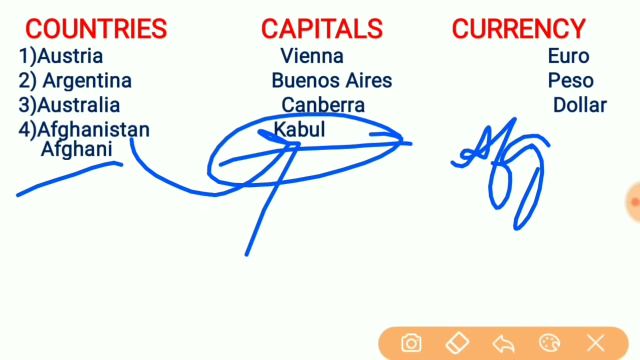 COUNTRIES CAPITALS CURRENCY
1)Austria Vienna Euro
2) Argentina Buenos Aires Peso
3)Australia Canberra Dollar
4)Afghanistan Kabul
Afghani